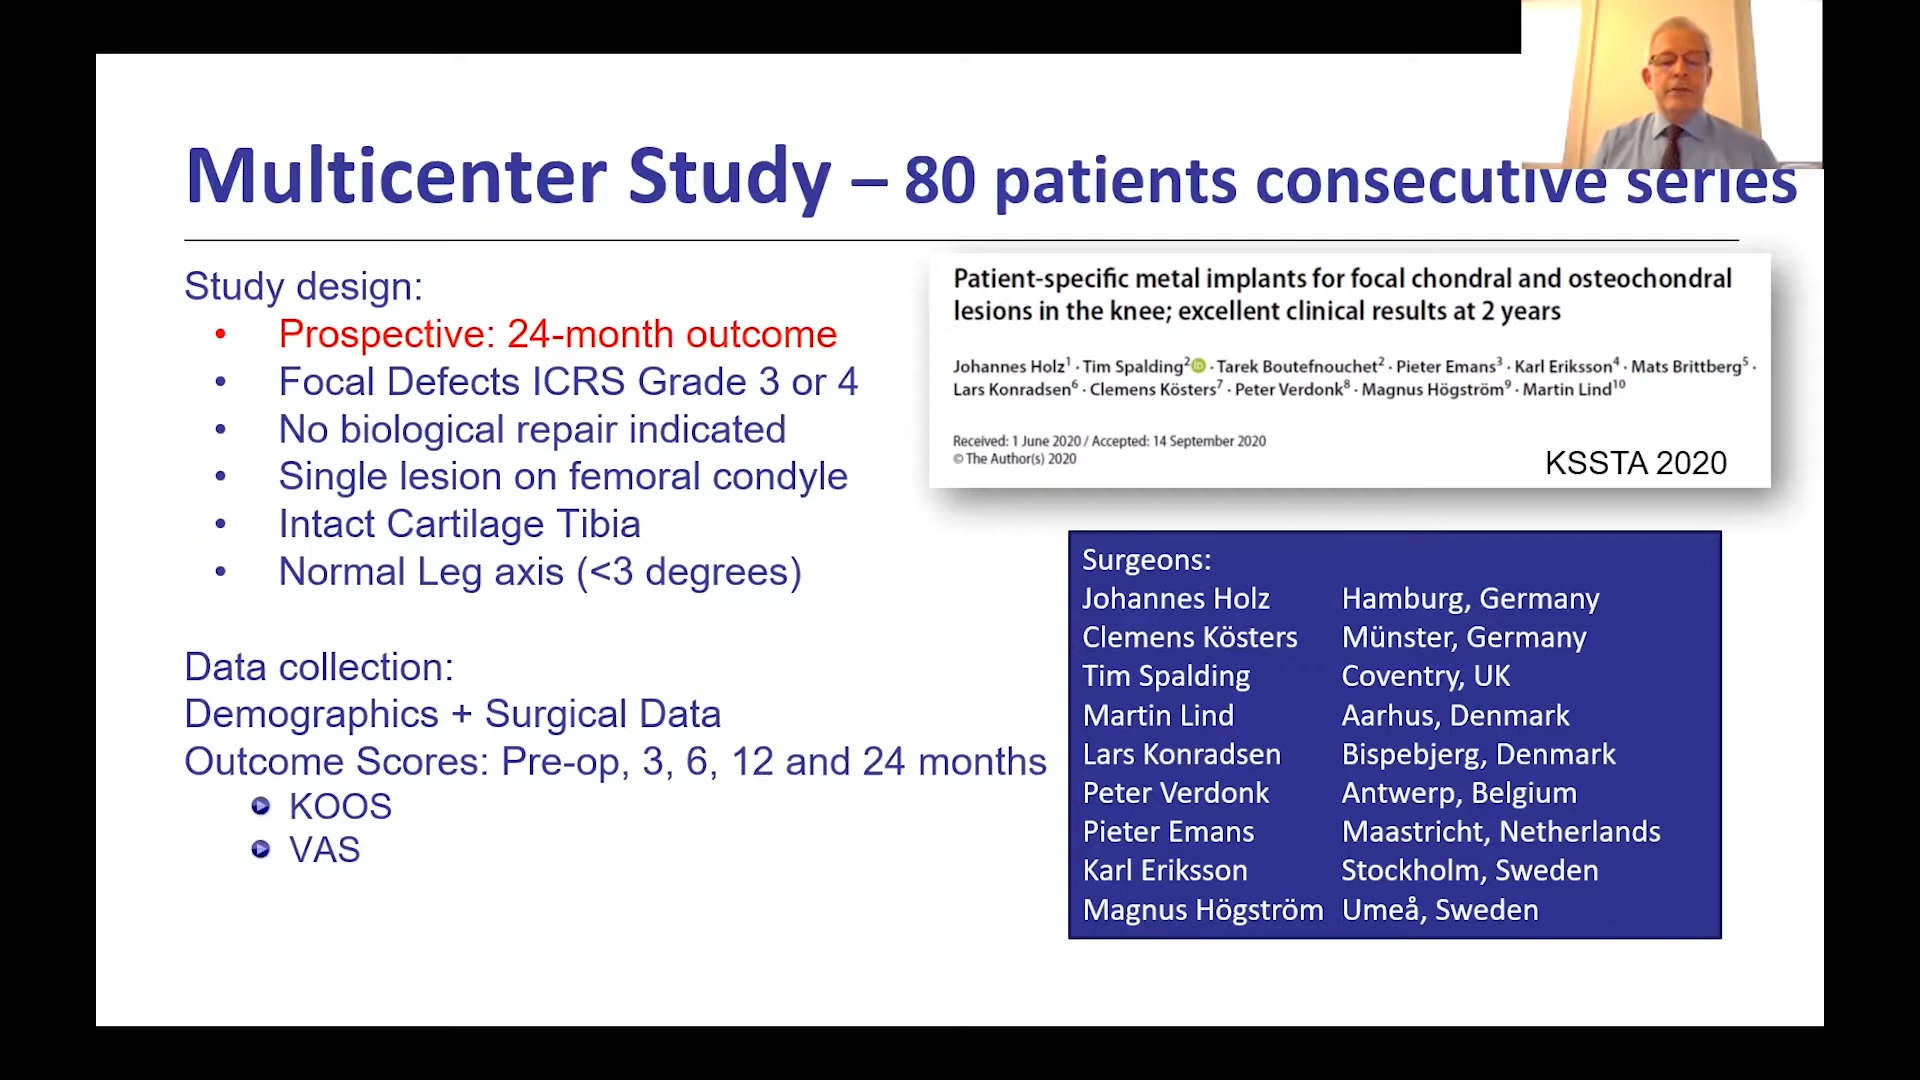 Multicenter Study – 80 patients consecutive series
Study design:
• Prospective: 24-month outcome
• Focal Defects ICRS Grade 3 or 4
• No biological repair indicated
• Single lesion on femoral condyle
• Intact Cartilage Tibia
• Normal Leg axis (<3 degrees)
Data collection:
Demographics + Surgical Data
Outcome Scores: Pre-op, 3, 6, 12 and 24 months
KOOS
VAS
Patient-specific metal implants for focal chondral and osteochondral
lesions in the knee; excellent clinical results at 2 years
Johannes Holz¹ · Tim Spalding² · Tarek Boutefnouchet² · Pieter Emans³ · Karl Eriksson⁴ · Mats Brittberg⁵ ·
Lars Konradsen⁶ · Clemens Kösters⁷ · Peter Verdonk⁸ · Magnus Högström⁹ · Martin Lind¹⁰
Received: 1 June 2020 / Accepted: 14 September 2020
© The Author(s) 2020
KSSTA 2020
Surgeons:
Johannes Holz Hamburg, Germany
Clemens Kösters Münster, Germany
Tim Spalding Coventry, UK
Martin Lind Aarhus, Denmark
Lars Konradsen Bispebjerg, Denmark
Peter Verdonk Antwerp, Belgium
Pieter Emans Maastricht, Netherlands
Karl Eriksson Stockholm, Sweden
Magnus Högström Umeå, Sweden